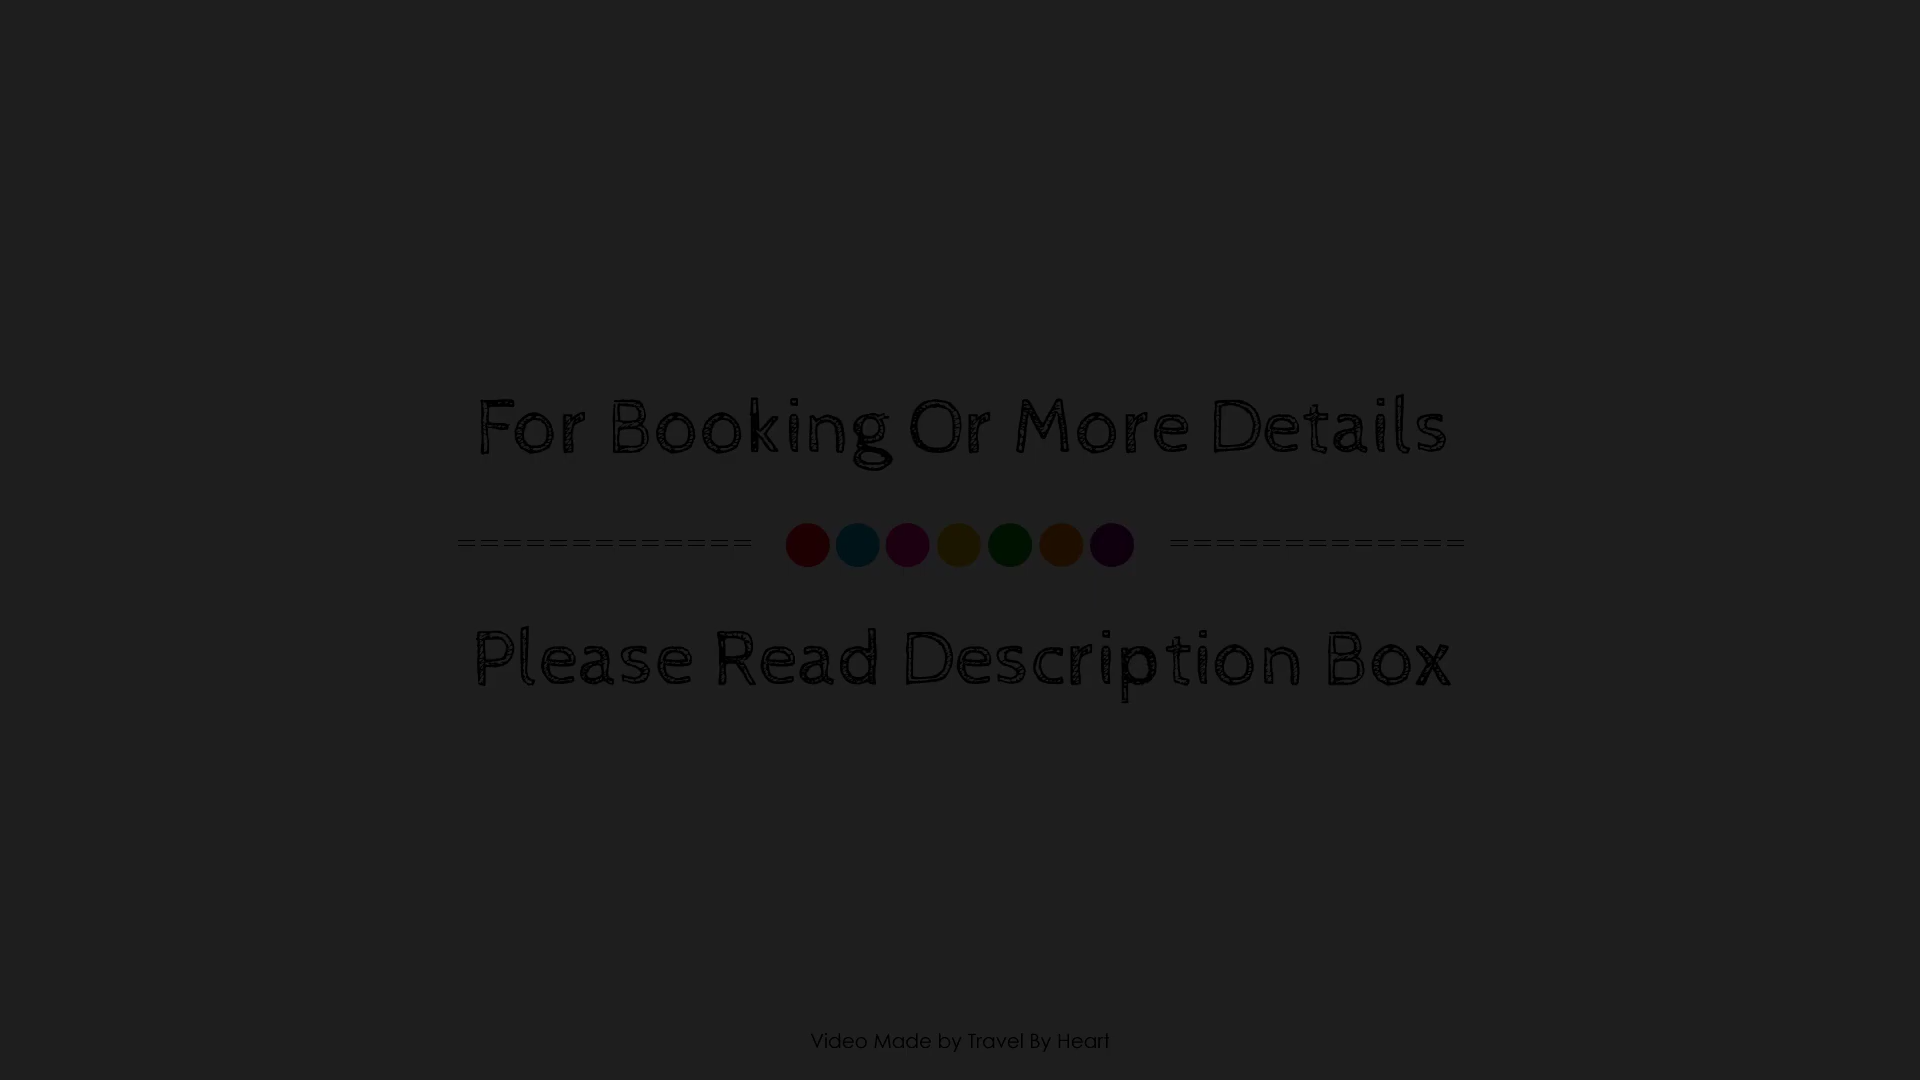 For Booking Or More Details
============= =============
Please Read Description Box
Video Made by Travel By Heart